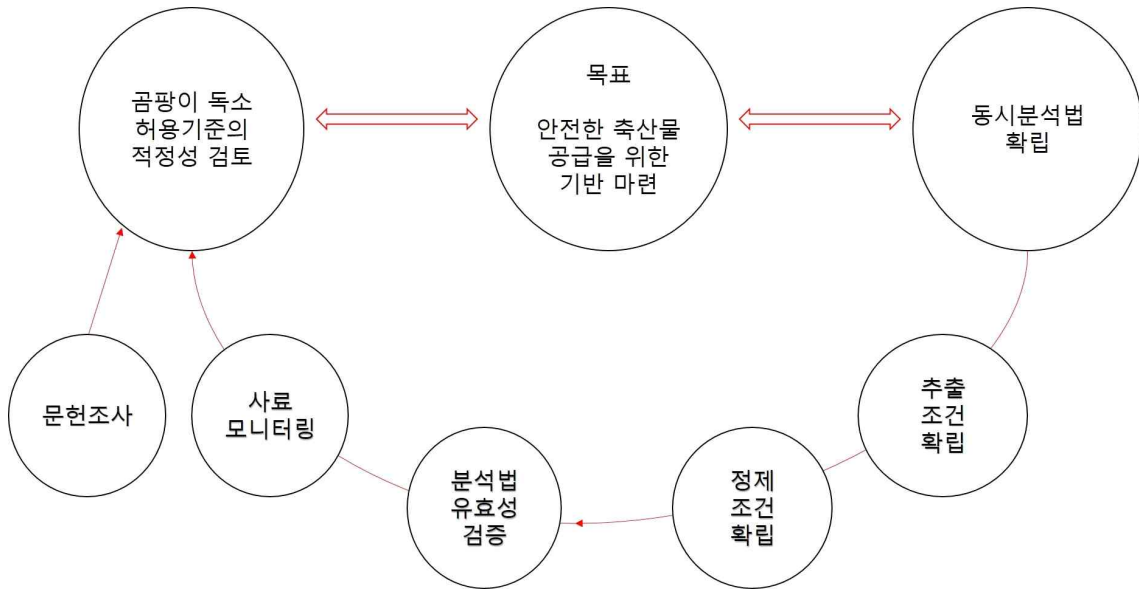 곰팡이 독소
허용기준의
적정성 검토
목표
안전한 축산물
공급을 위한
기반 마련
동시분석법
확립
문헌조사
사료
모니터링
분석법
유효성
검증
정제
조건
확립
추출
조건
확립